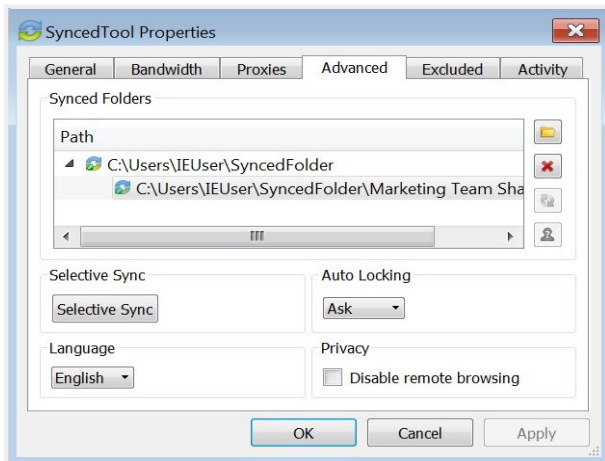 SyncedTool Properties
General Bandwidth Proxies Advanced Excluded Activity
Synced Folders
Path
C:\Users\IEUser\SyncedFolder
C:\Users\IEUser\SyncedFolder\Marketing Team Sha
Selective Sync
Auto Locking
Selective Sync
Ask
Language
Privacy
English
Disable remote browsing
OK Cancel Apply